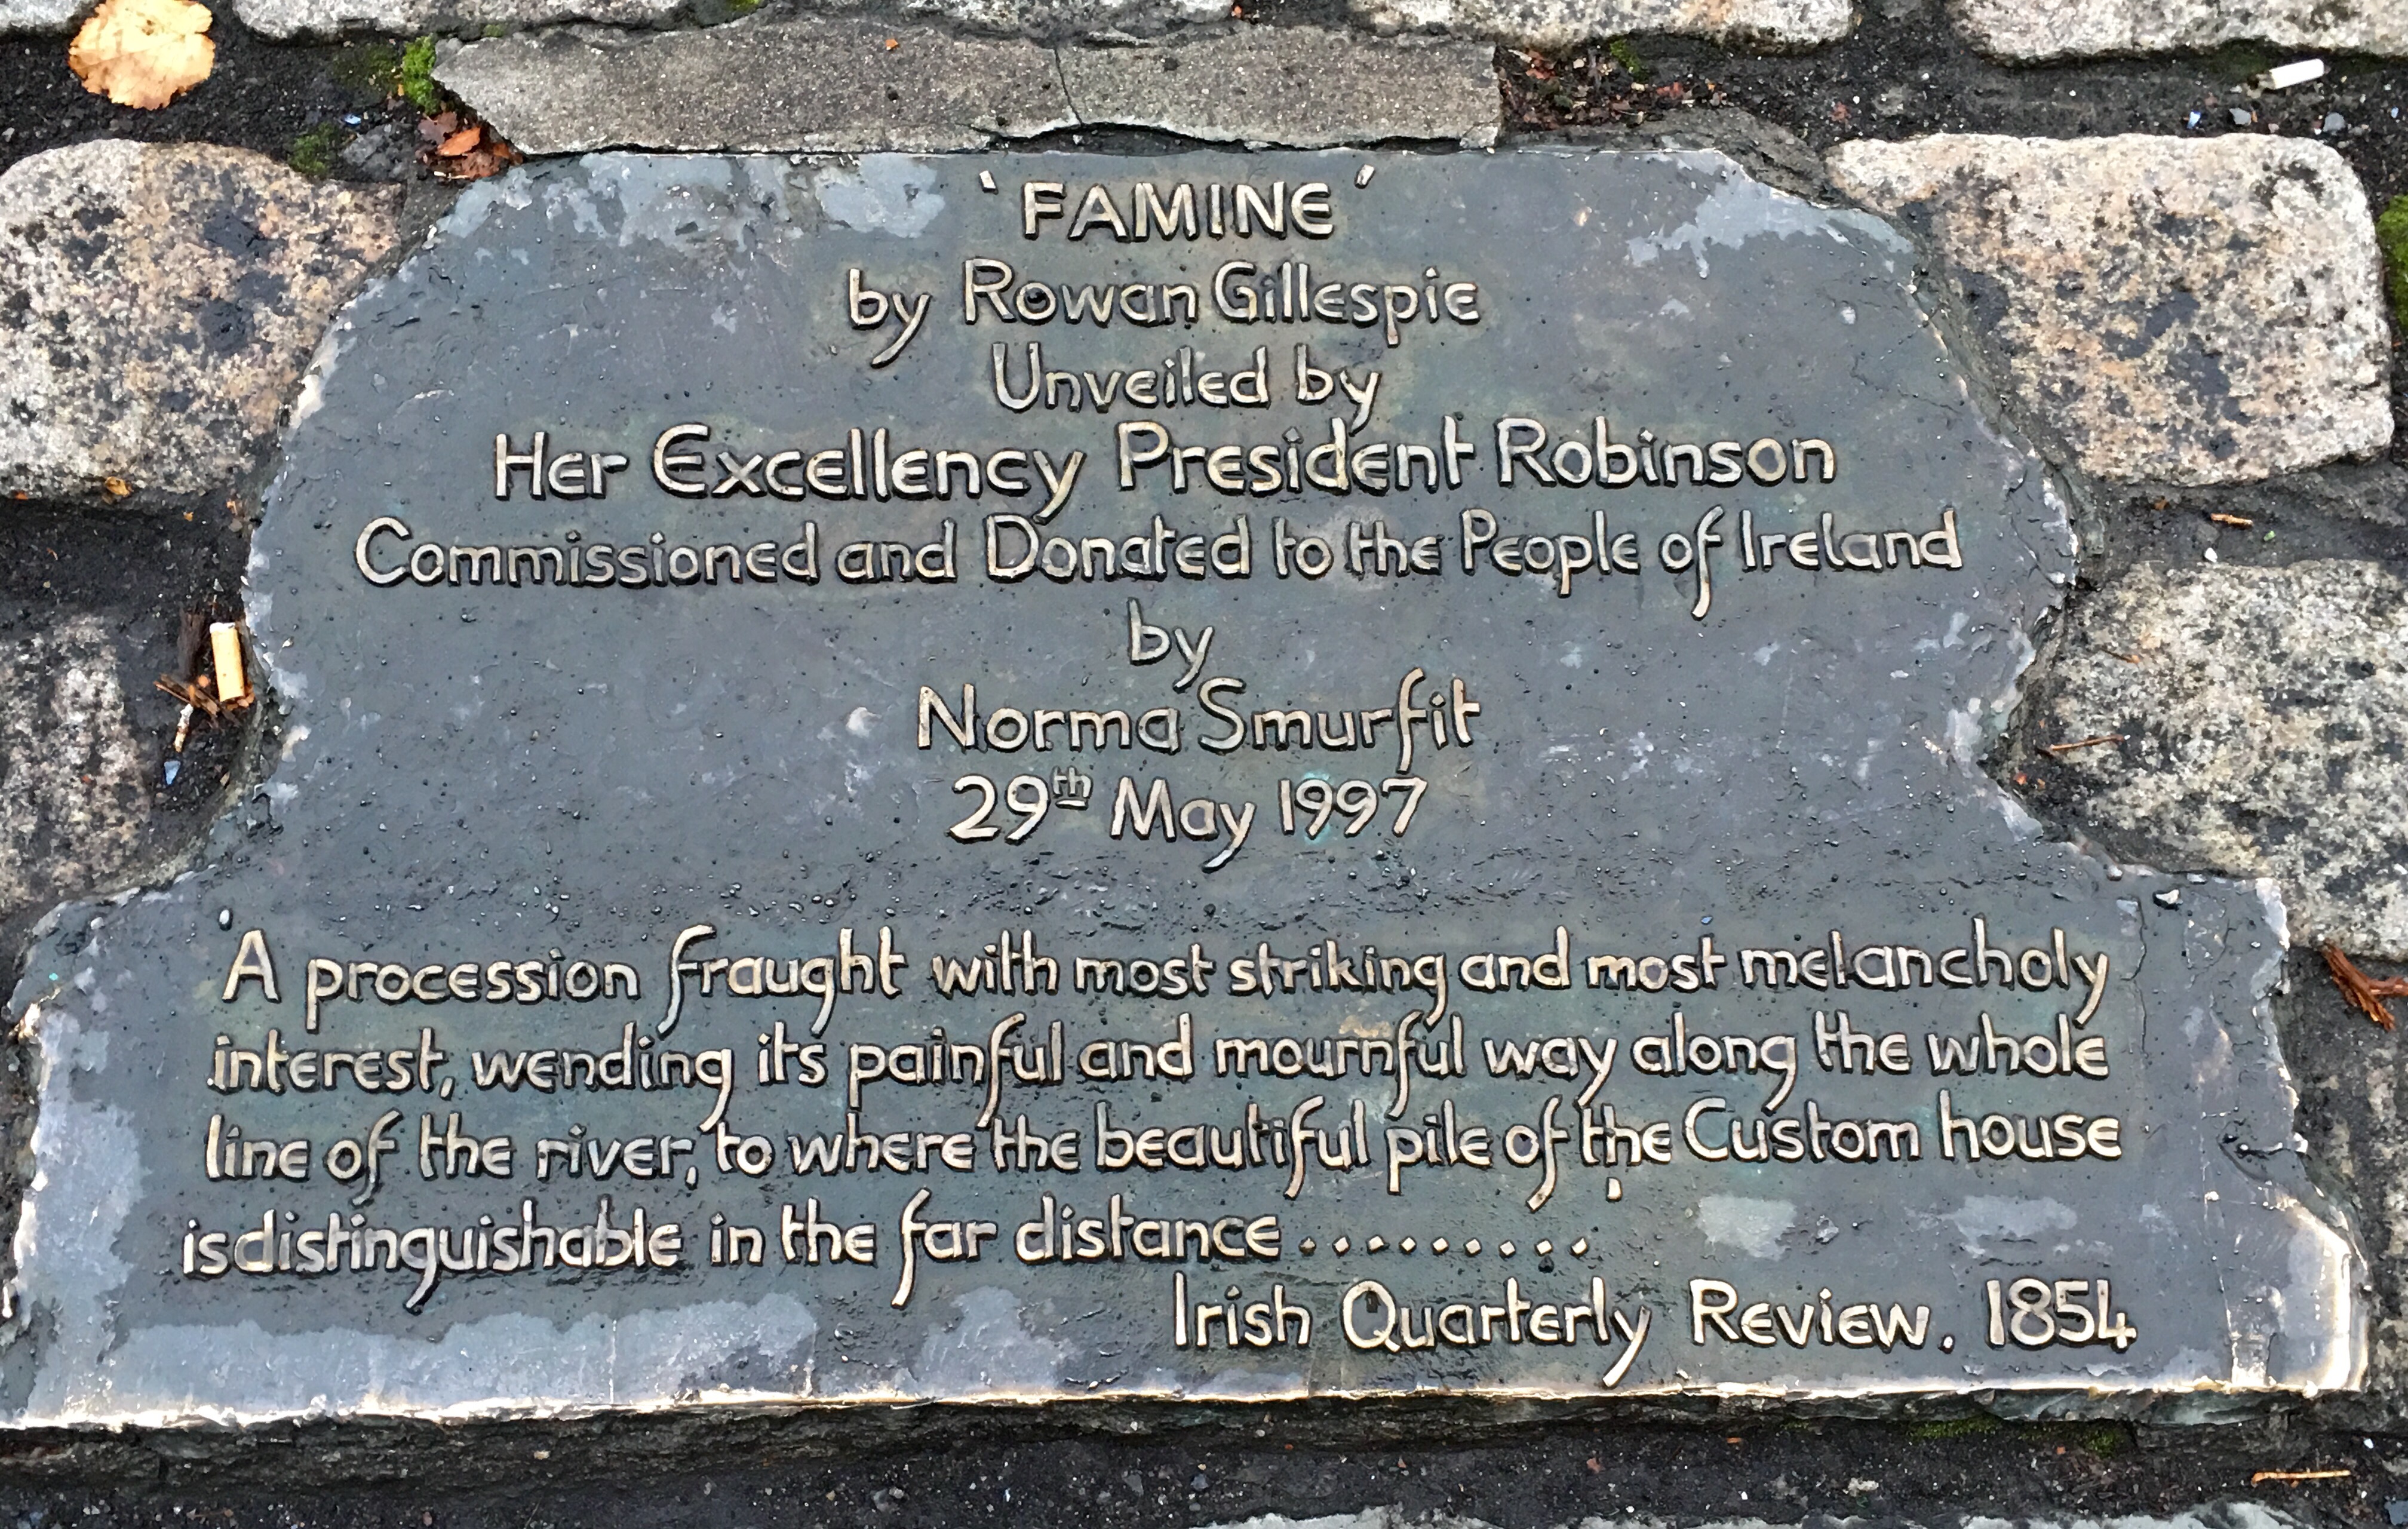 'FAMINE'
by Rowan Gillespie
Unveiled by
Her Excellency President Robinson
Commissioned and Donated to the People of Ireland
by
Norma Smurfit
29th May 1997
'A procession fraught with most striking and most melancholy
interest, wending its painful and mournful way along the whole
line of the river, to where the beautiful pile of the Custom house
is distinguishable in the far distance..........
Irish Quarterly Review. 1854